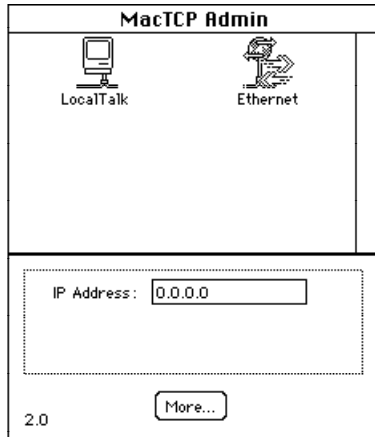 MacTCP Admin
LocalTalk
Ethernet
IP Address:
0.0.0.0
More...
2.0